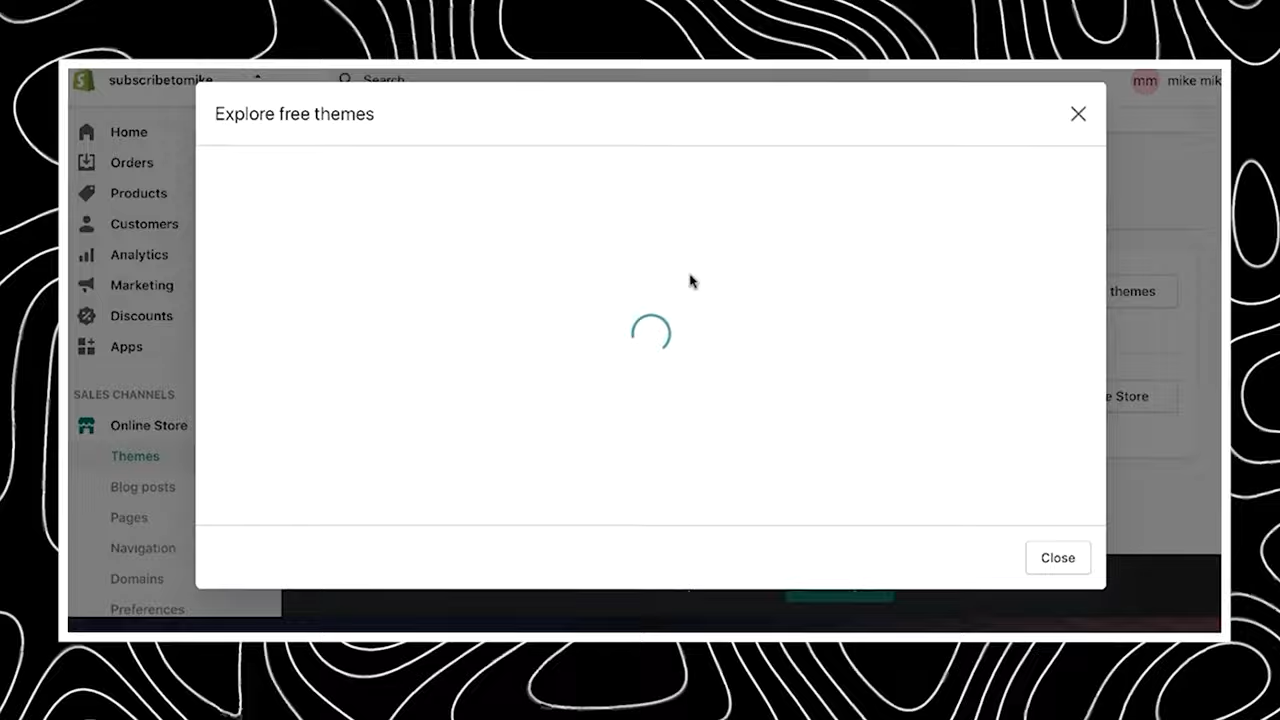 subscribetomike
Search
mm
mike mik
Explore free themes
Home
Orders
Products
Customers
Analytics
Marketing
Discounts
Apps
SALES CHANNELS
Online Store
Themes
Blog posts
Pages
Navigation
Domains
Preferences
themes
e Store
Close